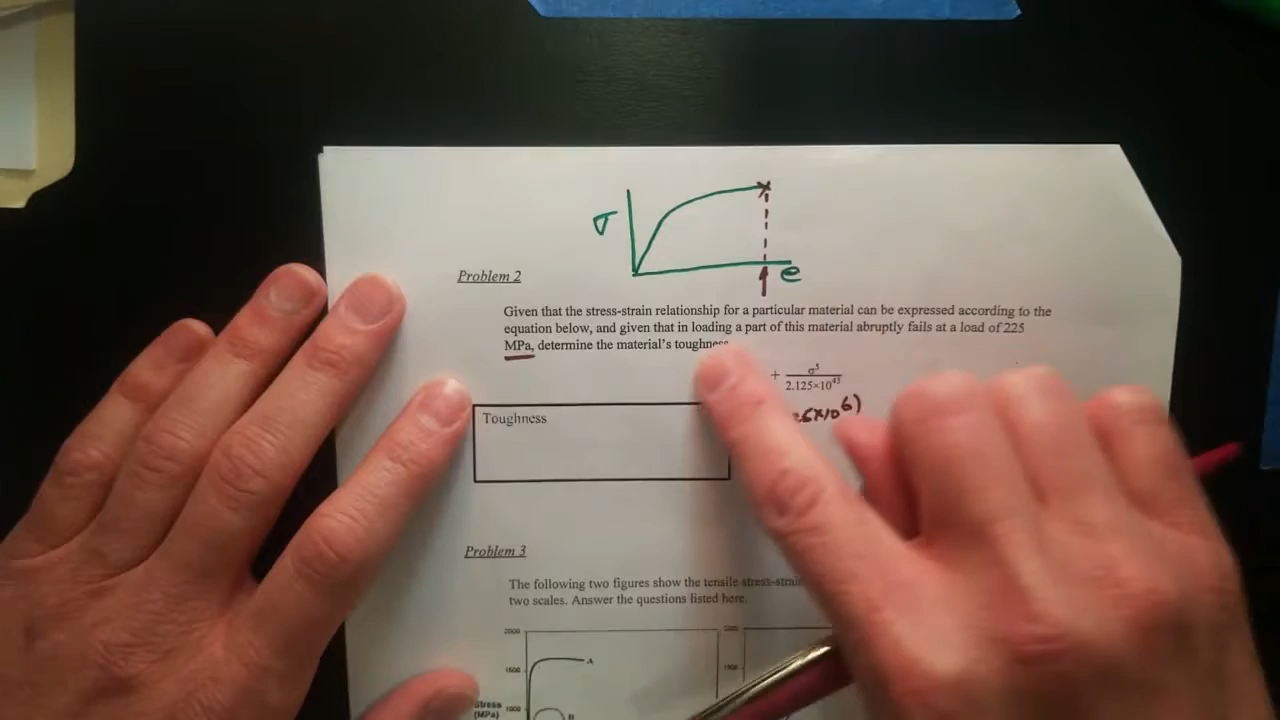 σ
e
Problem 2
Given that the stress-strain relationship for a particular material can be expressed according to the
equation below, and given that in loading a part of this material abruptly fails at a load of 225
MPa, determine the material's toughness
+ σ⁵
2.125×10⁴³
10⁶)
Toughness
Problem 3
The following two figures show the tensile stress-strain
two scales. Answer the questions listed here.
2000
1500
A
Stress
(MPa)
1000
B